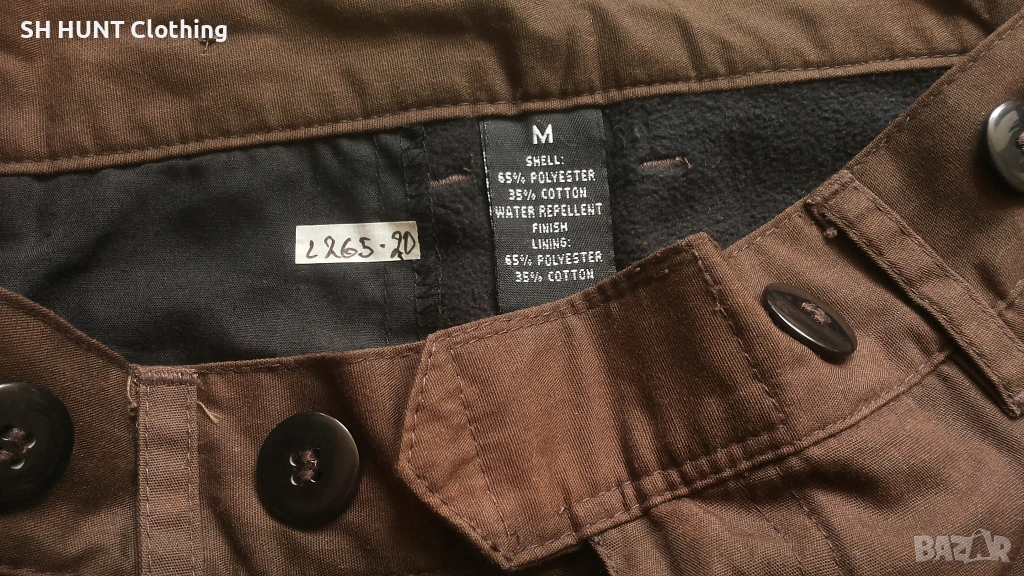 SH HUNT Clothing
M
SHELL:
65% POLYESTER
35% COTTON
WATER REPELLENT
FINISH
LINING:
65% POLYESTER
35% COTTON
L265-20
BAZAR